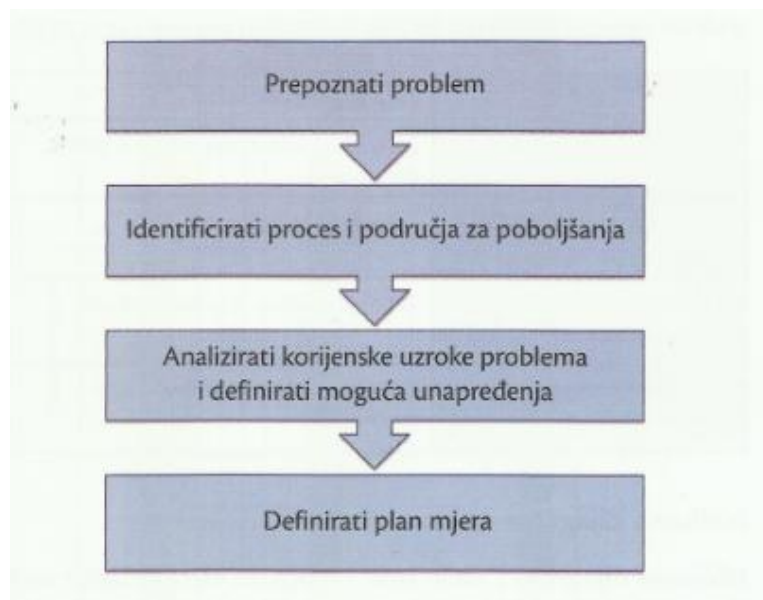 Prepoznati problem
Identificirati proces i područja za poboljšanja
Analizirati korijenske uzroke problema
i definirati moguća unapređenja
Definirati plan mjera